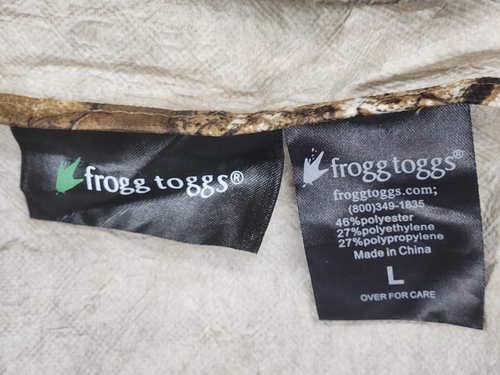 frogg toggs®
frogg toggs®
froggtoggs.com;
(800)349-1835
46%polyester
27%polyethylene
27%polypropylene
Made in China
L
OVER FOR CARE